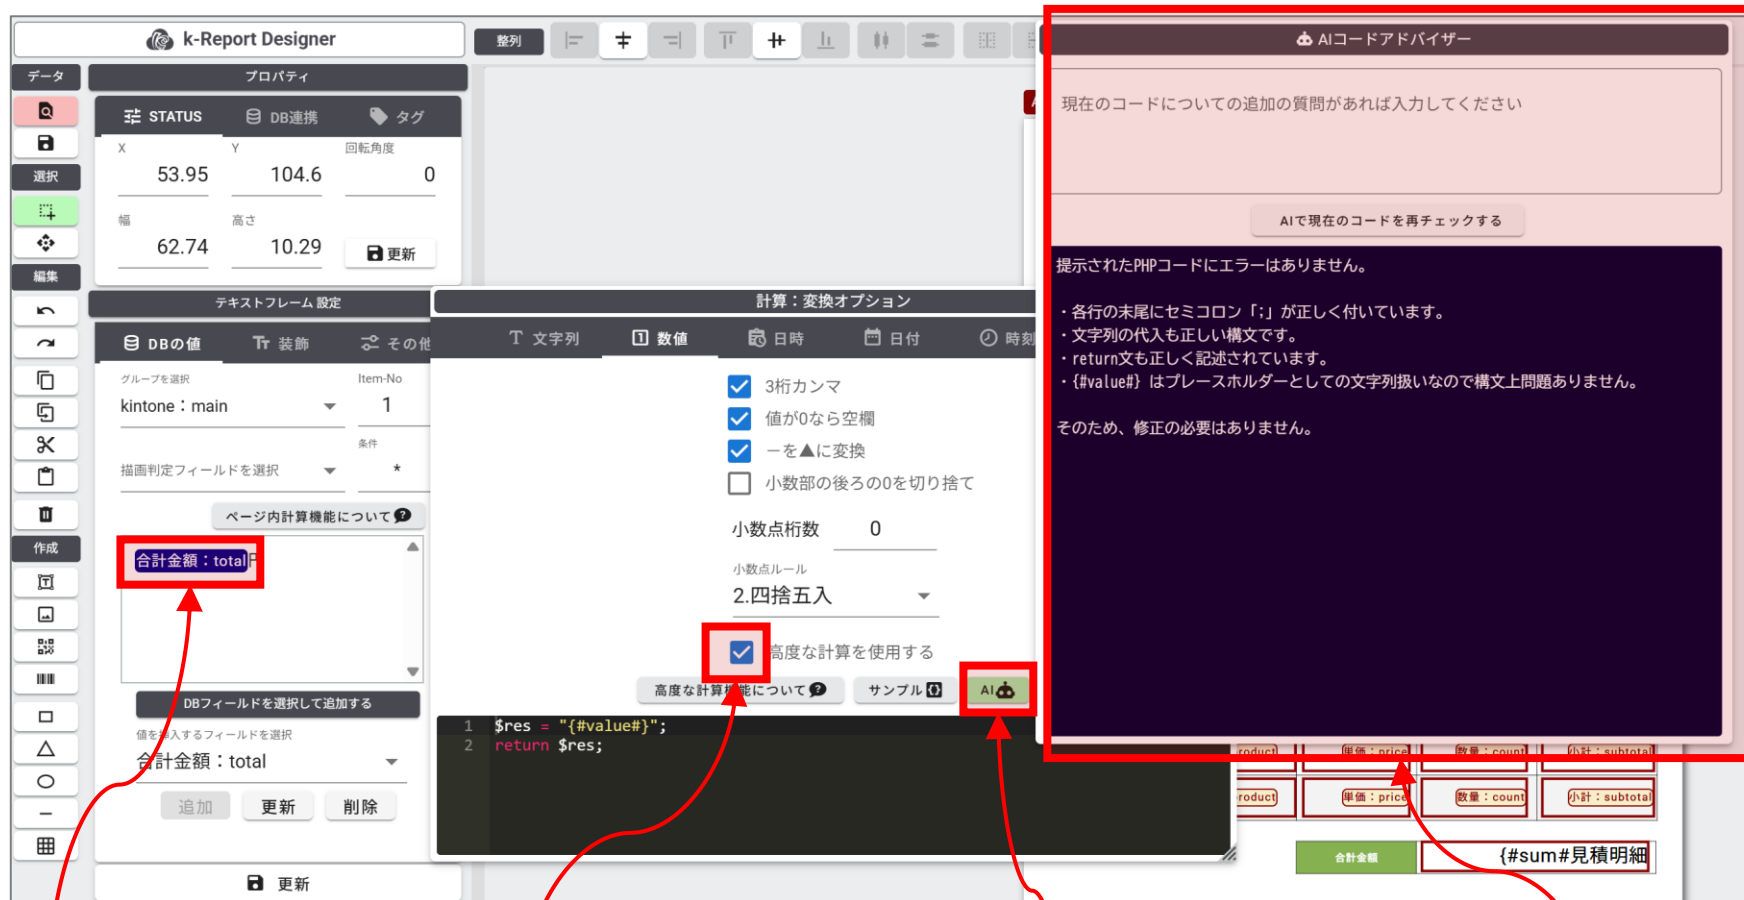 k-Report Designer
整列
データ
プロパティ
STATUS
DB連携
タグ
X
Y
回転角度
53.95
104.6
0
選択
幅
高さ
62.74
10.29
更新
編集
テキストフレーム設定
DBの値
装飾
その他
グループを選択
Item-No
kintone：main
1
条件
描画判定フィールドを選択
*
ページ内計算機能について
作成
合計金額：total
DBフィールドを選択して追加する
値を挿入するフィールドを選択
合計金額：total
追加
更新
削除
更新
計算：変換オプション
文字列
数値
日時
日付
時刻
3桁カンマ
値が0なら空欄
－を▲に変換
小数部の後ろの0を切り捨て
小数点桁数
0
小数点ルール
2.四捨五入
高度な計算を使用する
高度な計算機能について
サンプル
AI
1 $res = "{#value#}";
2 return $res;
AIコードアドバイザー
現在のコードについての追加の質問があれば入力してください
AIで現在のコードを再チェックする
提示されたPHPコードにエラーはありません。
・各行の末尾にセミコロン「;」が正しく付いています。
・文字列の代入も正しい構文です。
・return文も正しく記述されています。
・{#value#} はプレースホルダーとしての文字列扱いなので構文上問題ありません。
そのため、修正の必要はありません。
roduct
単価：price
数量：count
小計：subtotal
roduct
単価：price
数量：count
小計：subtotal
合計金額
{#sum#見積明細